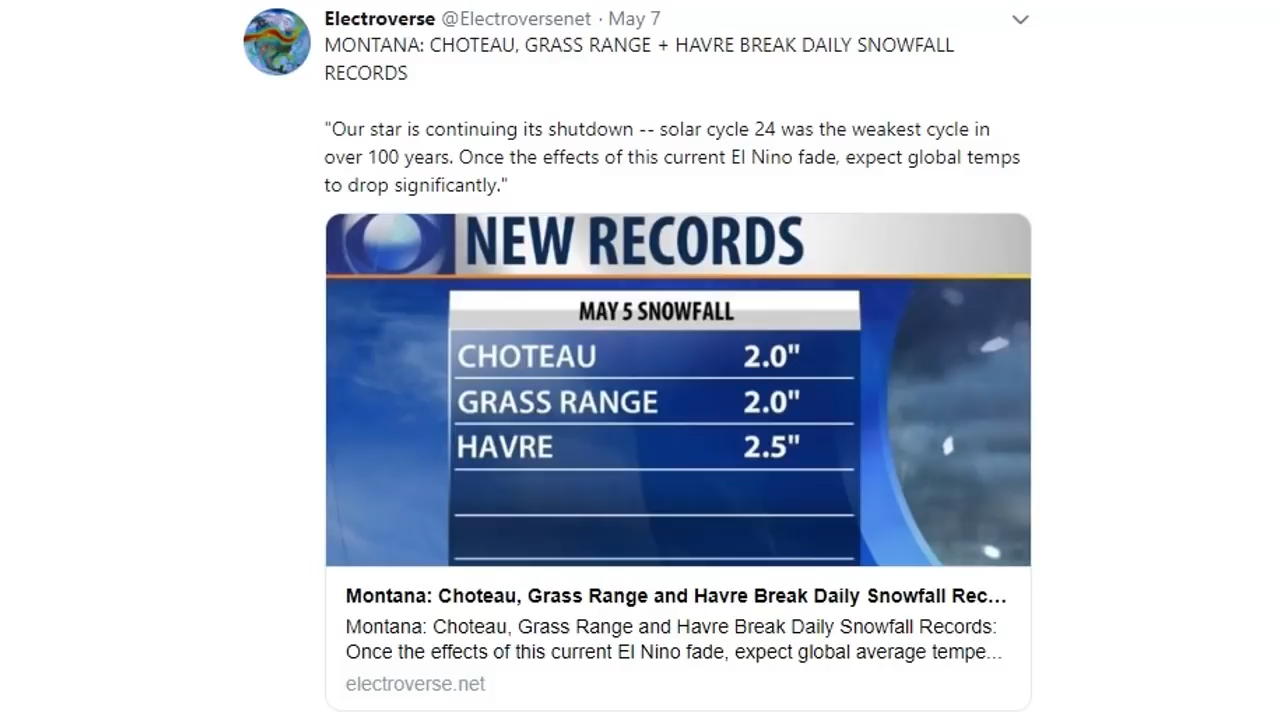 Electroverse @Electroversenet · May 7
MONTANA: CHOTEAU, GRASS RANGE + HAVRE BREAK DAILY SNOWFALL
RECORDS
"Our star is continuing its shutdown -- solar cycle 24 was the weakest cycle in
over 100 years. Once the effects of this current El Nino fade, expect global temps
to drop significantly."
NEW RECORDS
MAY 5 SNOWFALL
CHOTEAU 2.0"
GRASS RANGE 2.0"
HAVRE 2.5"
Montana: Choteau, Grass Range and Havre Break Daily Snowfall Rec...
Montana: Choteau, Grass Range and Havre Break Daily Snowfall Records:
Once the effects of this current El Nino fade, expect global average tempe...
electroverse.net